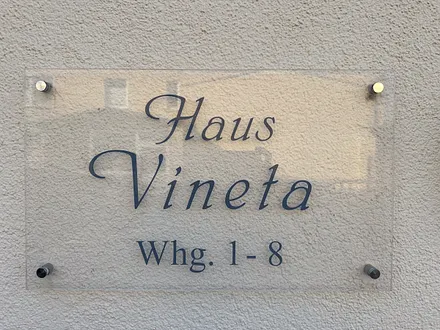 Haus
Vineta
Whg. 1 - 8